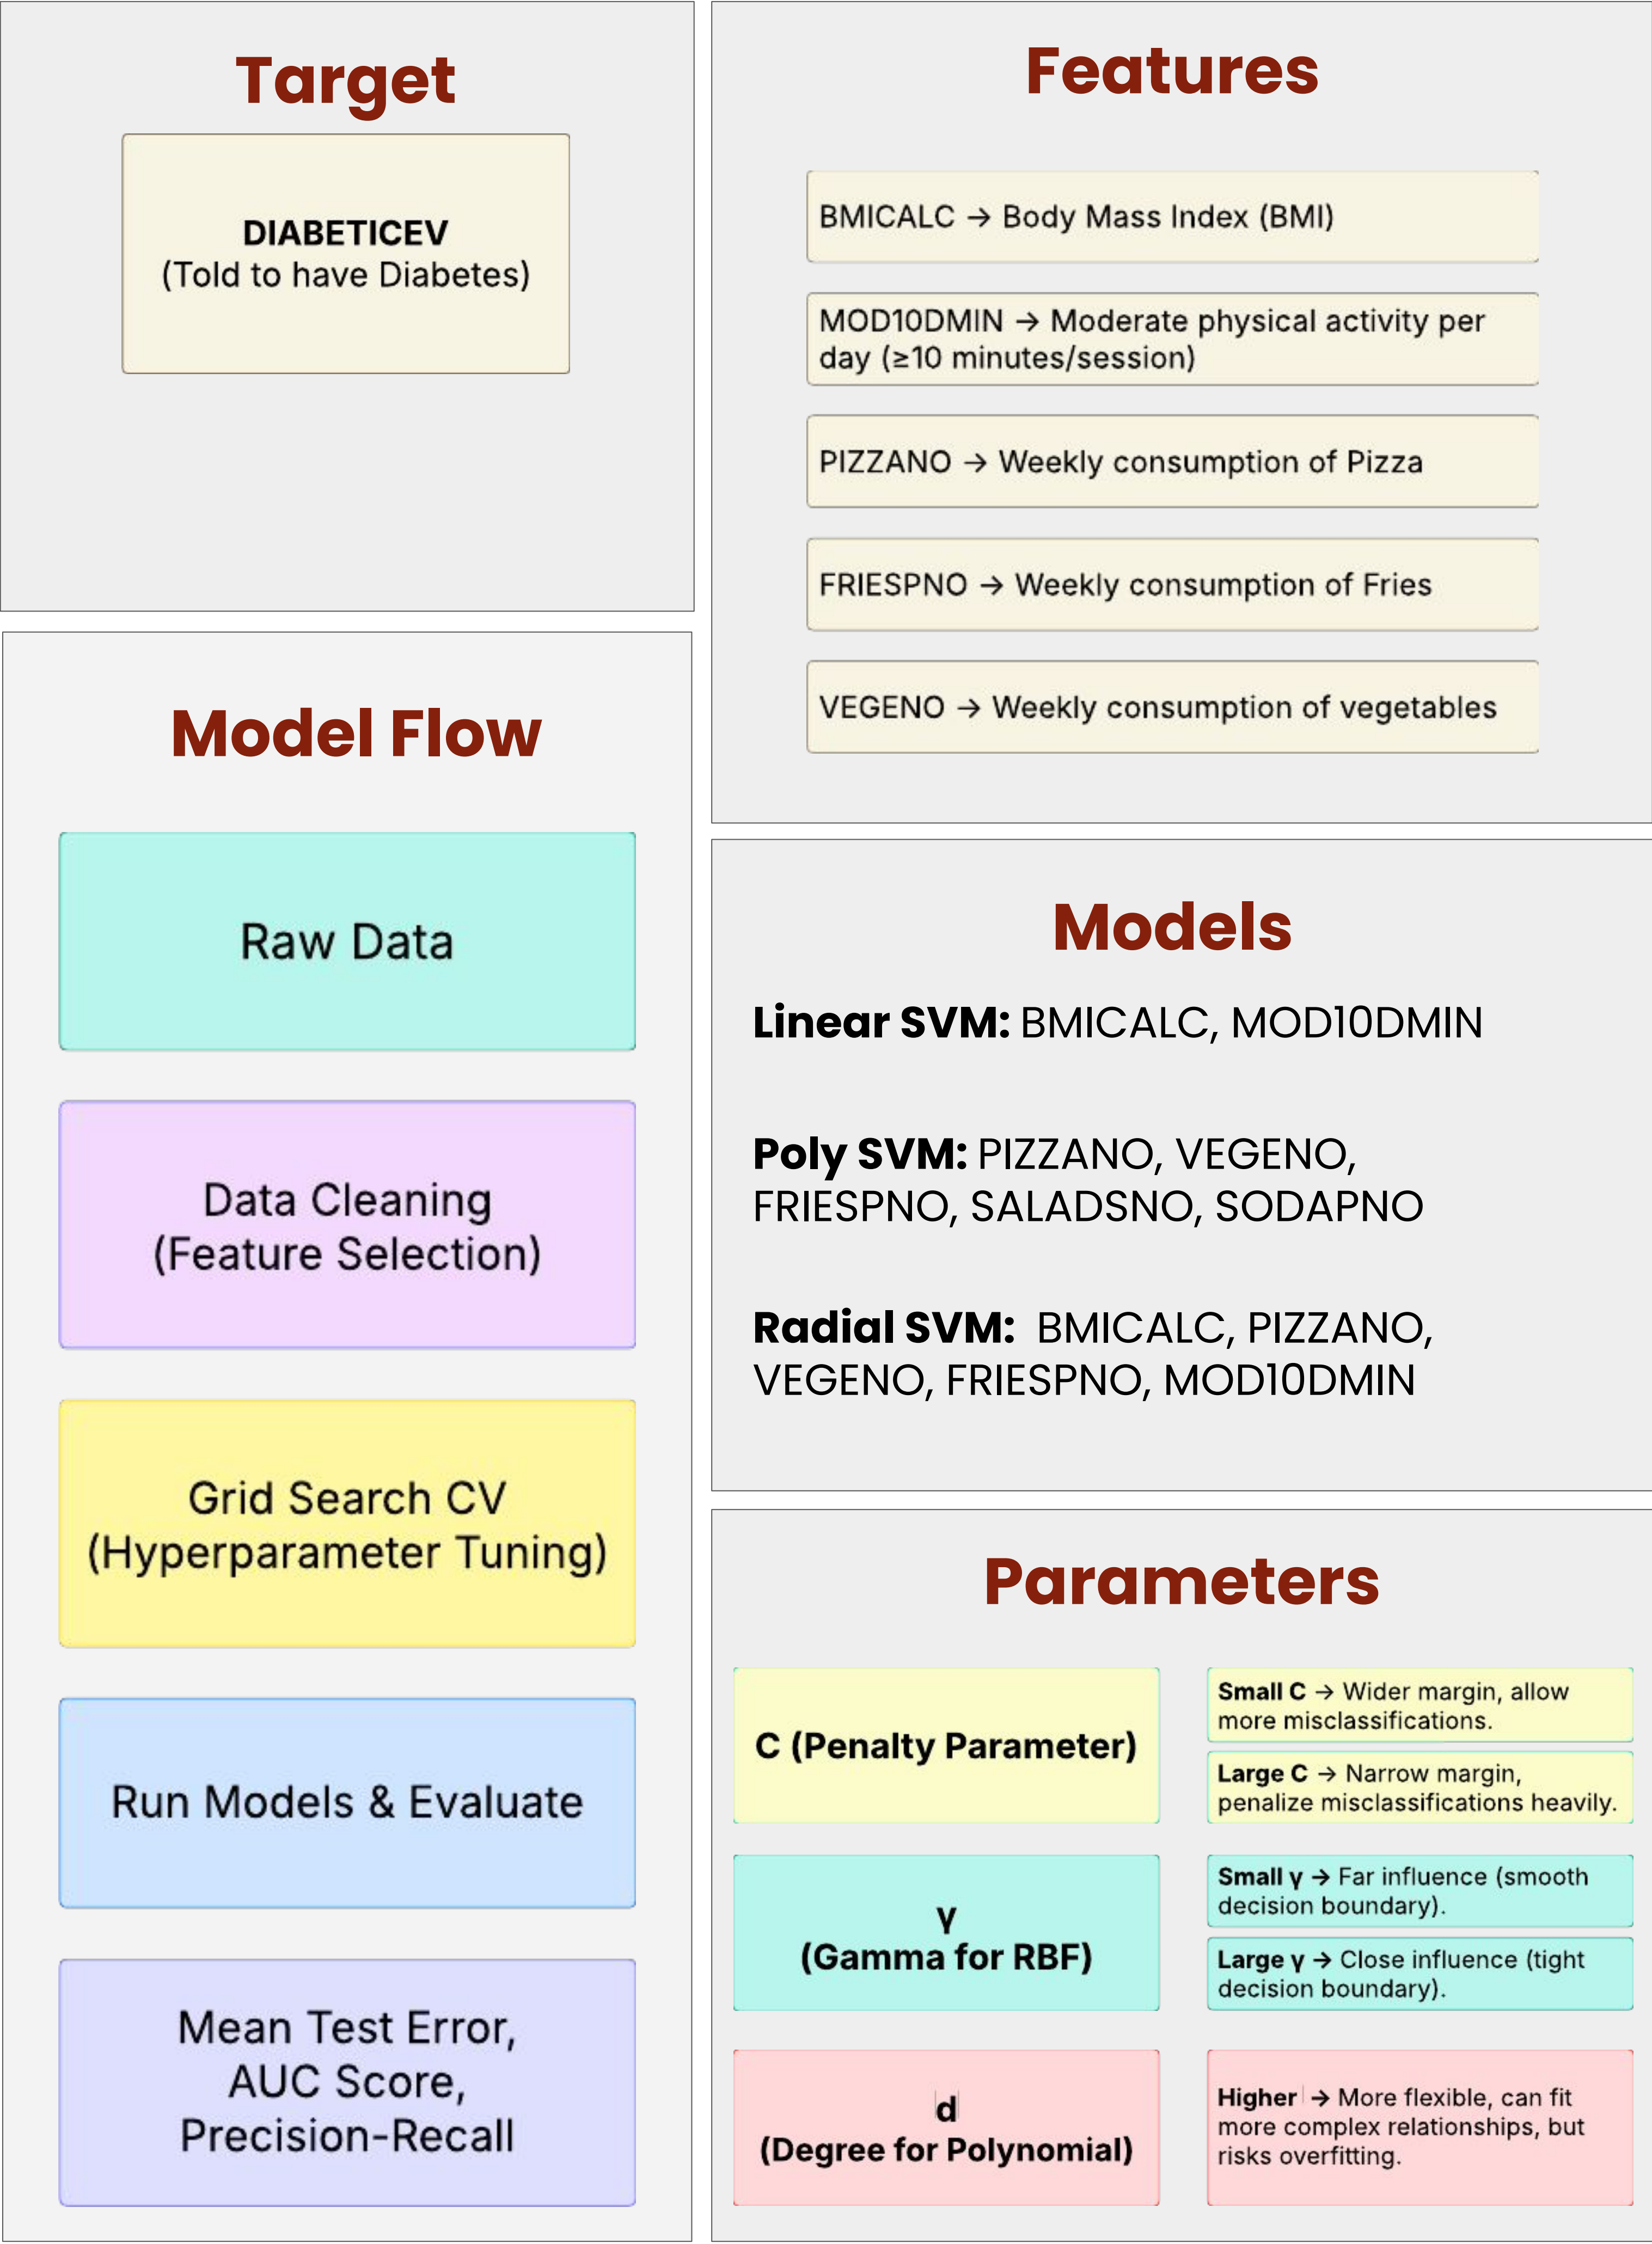 Target
DIABETICEV
(Told to have Diabetes)
Features
BMICALC → Body Mass Index (BMI)
MOD10DMIN → Moderate physical activity per
day (≥10 minutes/session)
PIZZANO → Weekly consumption of Pizza
FRIESPNO → Weekly consumption of Fries
VEGENO → Weekly consumption of vegetables
Model Flow
Raw Data
Data Cleaning
(Feature Selection)
Grid Search CV
(Hyperparameter Tuning)
Run Models & Evaluate
Mean Test Error,
AUC Score,
Precision-Recall
Models
Linear SVM: BMICALC, MOD10DMIN
Poly SVM: PIZZANO, VEGENO,
FRIESPNO, SALADSNO, SODAPNO
Radial SVM: BMICALC, PIZZANO,
VEGENO, FRIESPNO, MOD10DMIN
Parameters
C (Penalty Parameter)
Small C → Wider margin, allow
more misclassifications.
Large C → Narrow margin,
penalize misclassifications heavily.
γ
(Gamma for RBF)
Small γ → Far influence (smooth
decision boundary).
Large γ → Close influence (tight
decision boundary).
d
(Degree for Polynomial)
Higher → More flexible, can fit
more complex relationships, but
risks overfitting.